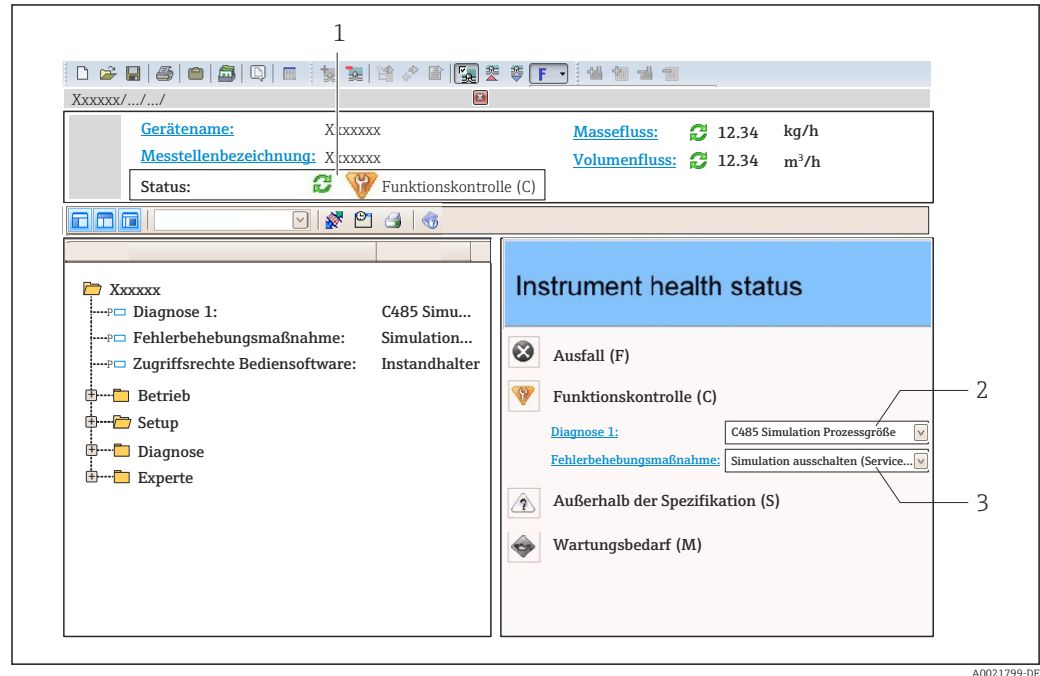 1
F
Xxxxxx/.../.../
Gerätename: Xxxxxxx Massefluss: 12.34 kg/h
Messtellenbezeichnung: Xxxxxxx Volumenfluss: 12.34 m³/h
Status: Funktionskontrolle (C)
Xxxxxx
Diagnose 1: C485 Simu...
Fehlerbehebungsmaßnahme: Simulation...
Zugriffsrechte Bediensoftware: Instandhalter
Betrieb
Setup
Diagnose
Experte
Instrument health status
Ausfall (F)
Funktionskontrolle (C)
2
Diagnose 1: C485 Simulation Prozessgröße
Fehlerbehebungsmaßnahme: Simulation ausschalten (Service...
3
Außerhalb der Spezifikation (S)
Wartungsbedarf (M)
A0021799-DE